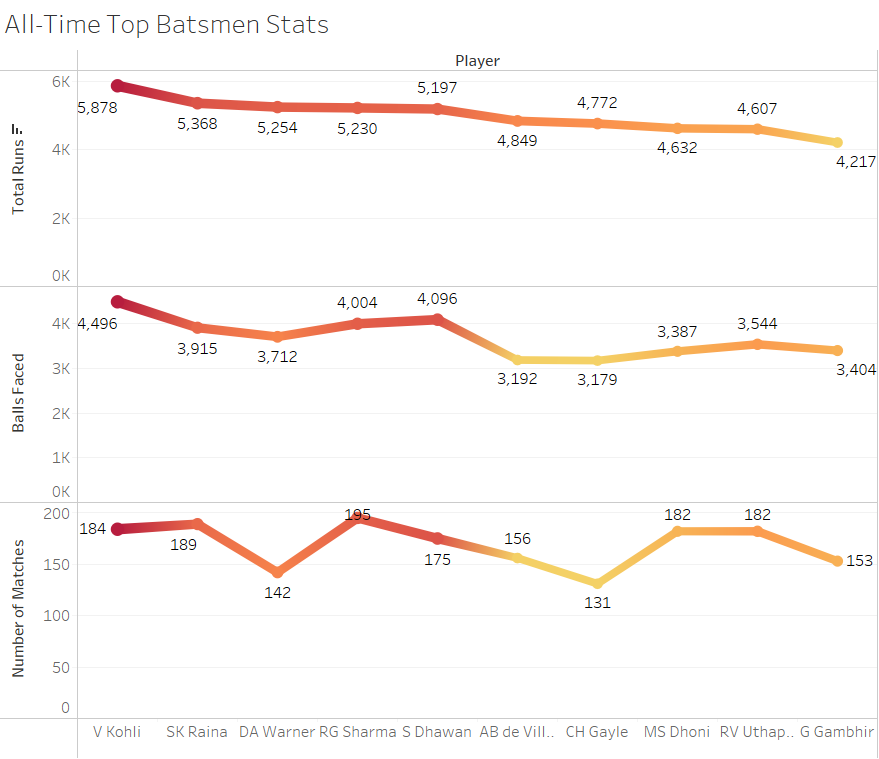 All-Time Top Batsmen Stats
Player
Total Runs
6K
4K
2K
0K
5,878
5,368
5,254
5,230
5,197
4,849
4,772
4,632
4,607
4,217
Balls Faced
4K
3K
2K
1K
0K
4,496
3,915
3,712
4,004
4,096
3,192
3,179
3,387
3,544
3,404
Number of Matches
200
150
100
50
0
184
189
142
195
175
156
131
182
182
153
V Kohli SK Raina DA Warner RG Sharma S Dhawan AB de Vill.. CH Gayle MS Dhoni RV Uthap.. G Gambhir